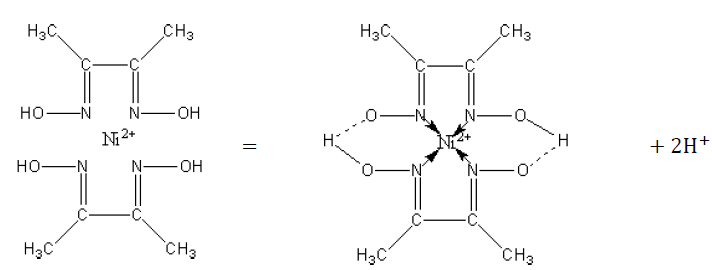 H₃C CH₃ H₃C CH₃
C C C C
HO N N OH O N N O
Ni²⁺ = H Ni²⁺ H + 2H⁺
HO N N OH O N N O
C C C C
H₃C CH₃ H₃C CH₃